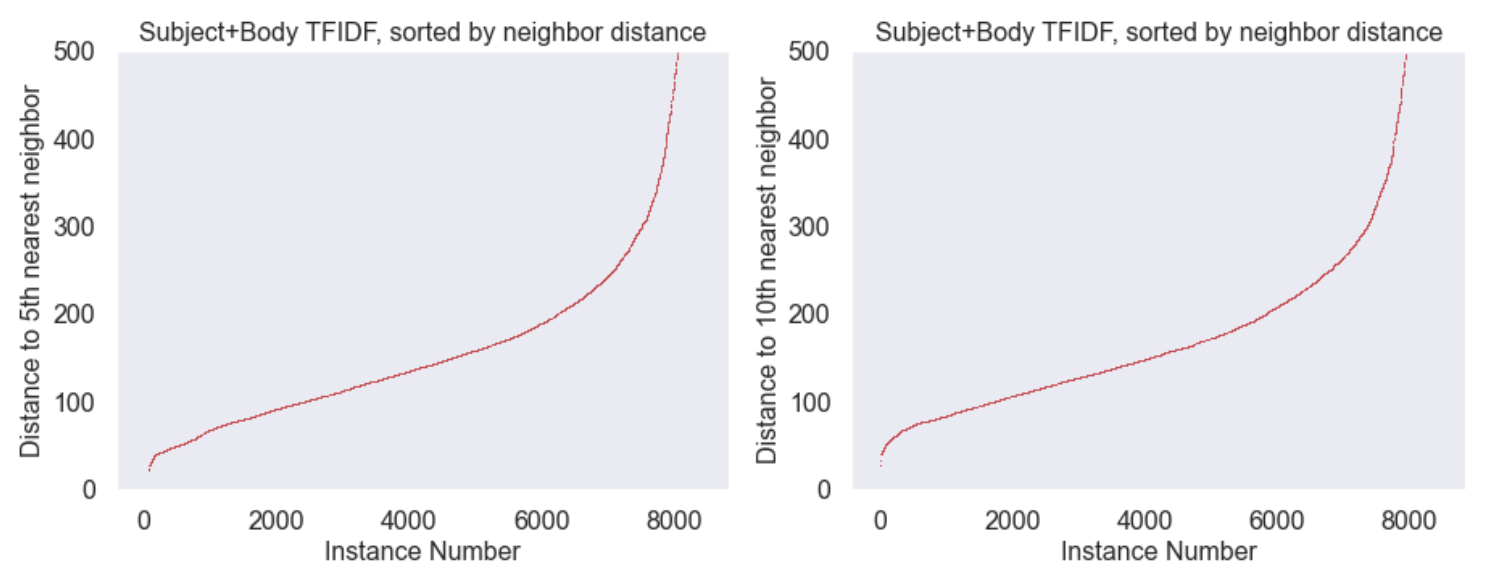 Subject+Body TFIDF, sorted by neighbor distance
Distance to 5th nearest neighbor
500
400
300
200
100
0
0 2000 4000 6000 8000
Instance Number
Subject+Body TFIDF, sorted by neighbor distance
Distance to 10th nearest neighbor
500
400
300
200
100
0
0 2000 4000 6000 8000
Instance Number